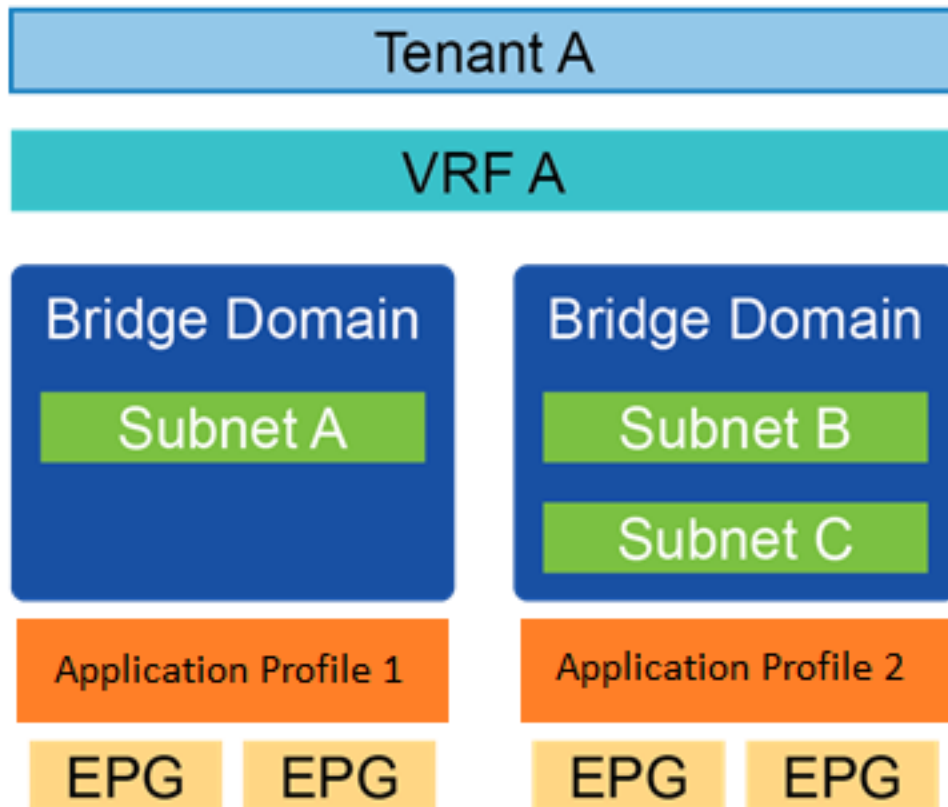 Tenant A
VRF A
Bridge Domain
Subnet A
Bridge Domain
Subnet B
Subnet C
Application Profile 1
Application Profile 2
EPG
EPG
EPG
EPG